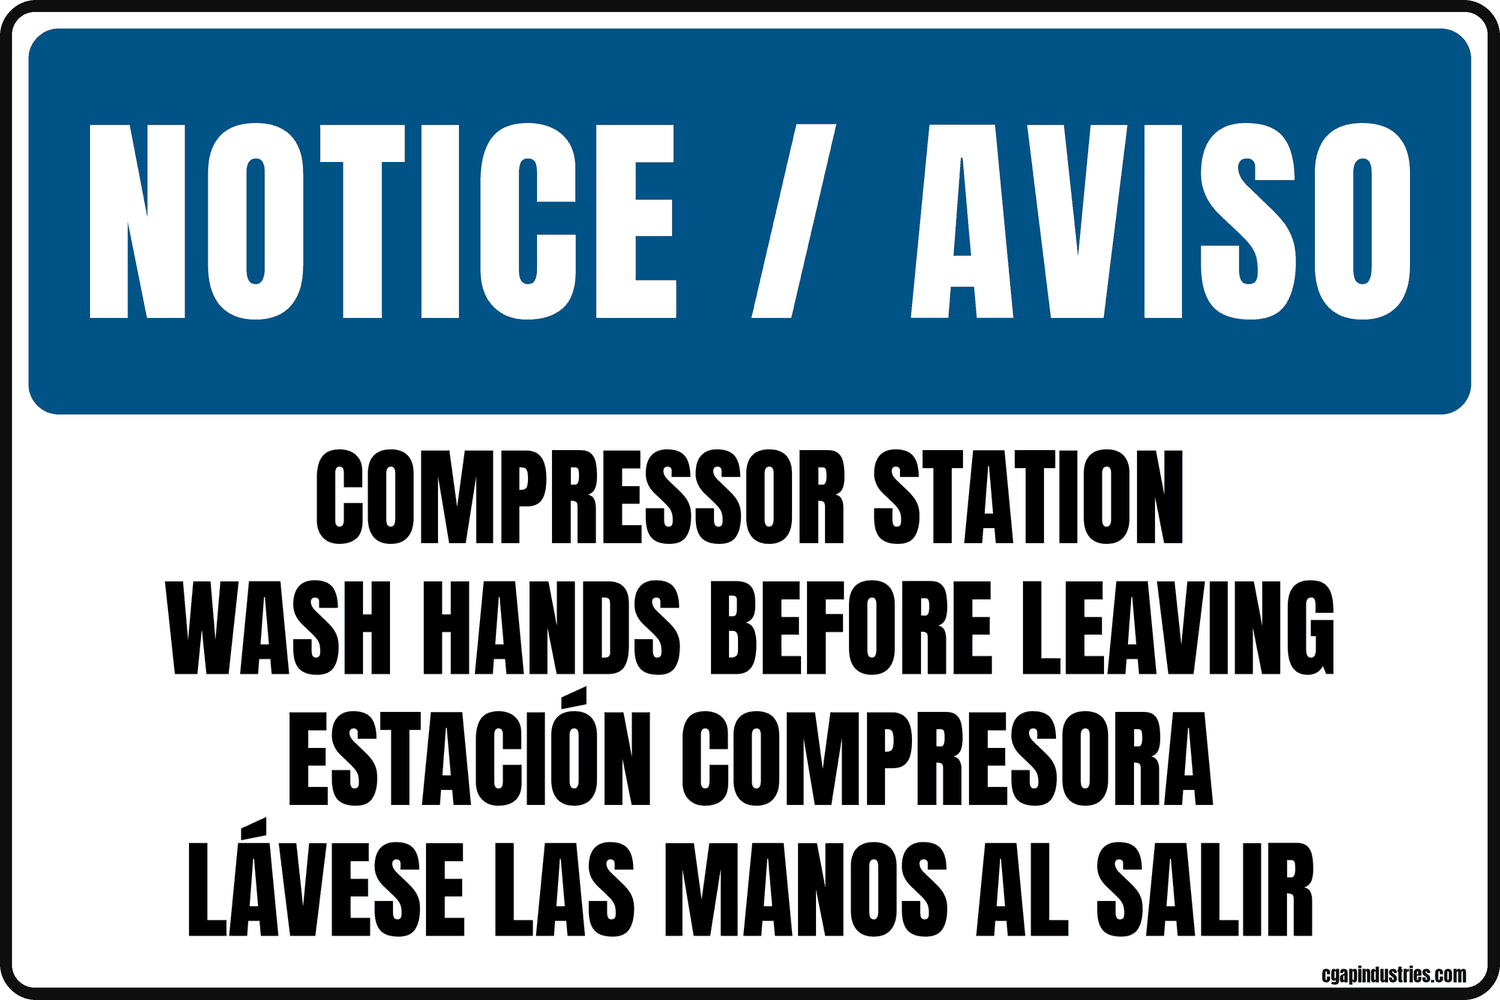 NOTICE / AVISO
COMPRESSOR STATION
WASH HANDS BEFORE LEAVING
ESTACIÓN COMPRESORA
LÁVESE LAS MANOS AL SALIR
cgapindustries.com